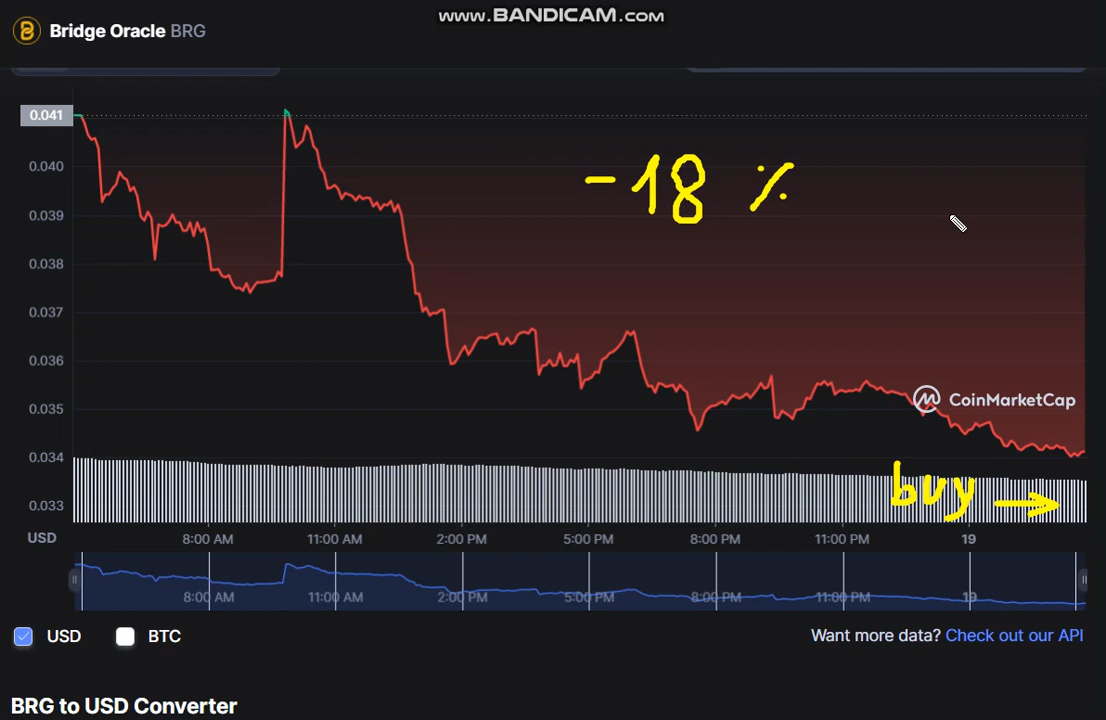 www.BANDICAM.com
Bridge Oracle BRG
0.041
0.040
0.039
0.038
0.037
0.036
0.035
0.034
0.033
- 18 %
CoinMarketCap
buy →
USD 8:00 AM 11:00 AM 2:00 PM 5:00 PM 8:00 PM 11:00 PM 19
8:00 AM 11:00 AM 2:00 PM 5:00 PM 8:00 PM 11:00 PM 19
USD BTC Want more data? Check out our API
BRG to USD Converter